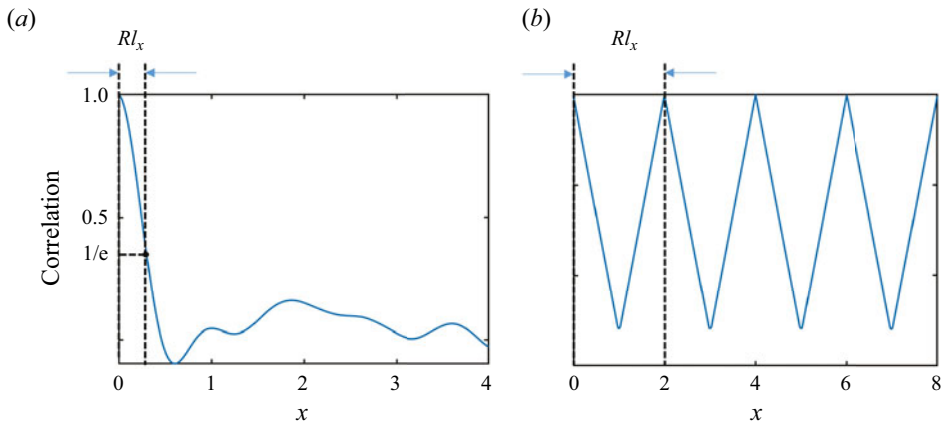 (a)
(b)
Rl_x
Rl_x
1.0
0.5
1/e
Correlation
0 1 2 3 4
x
0 2 4 6 8
x